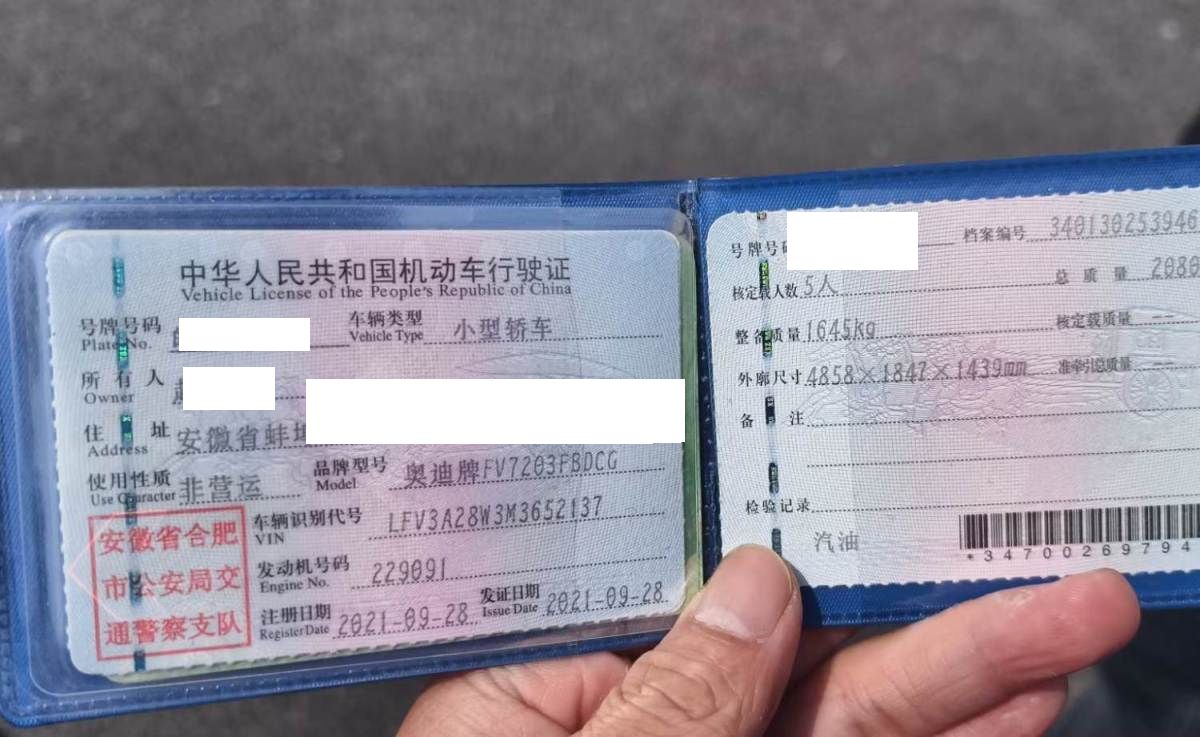 中华人民共和国机动车行驶证
Vehicle License of the People's Republic of China
号牌号码
Plate No.
车辆类型 小型轿车
Vehicle Type
所有人
Owner
住址 安徽省蚌
Address
使用性质 非营运
Use Character
品牌型号 奥迪牌FV7203FBDCG
Model
车辆识别代号 LFV3A28W3M3652137
VIN
发动机号码 229091
Engine No.
注册日期 2021-09-28
Register Date
发证日期 2021-09-28
Issue Date
安徽省合肥
市公安局交
通警察支队
号牌号码
档案编号 340130253940
核定载人数 5人
总质量 2080
整备质量 1645kg
核定载质量 --
外廓尺寸 4858×1847×1439mm
准牵引总质量 --
备注
检验记录
汽油
*34700269794